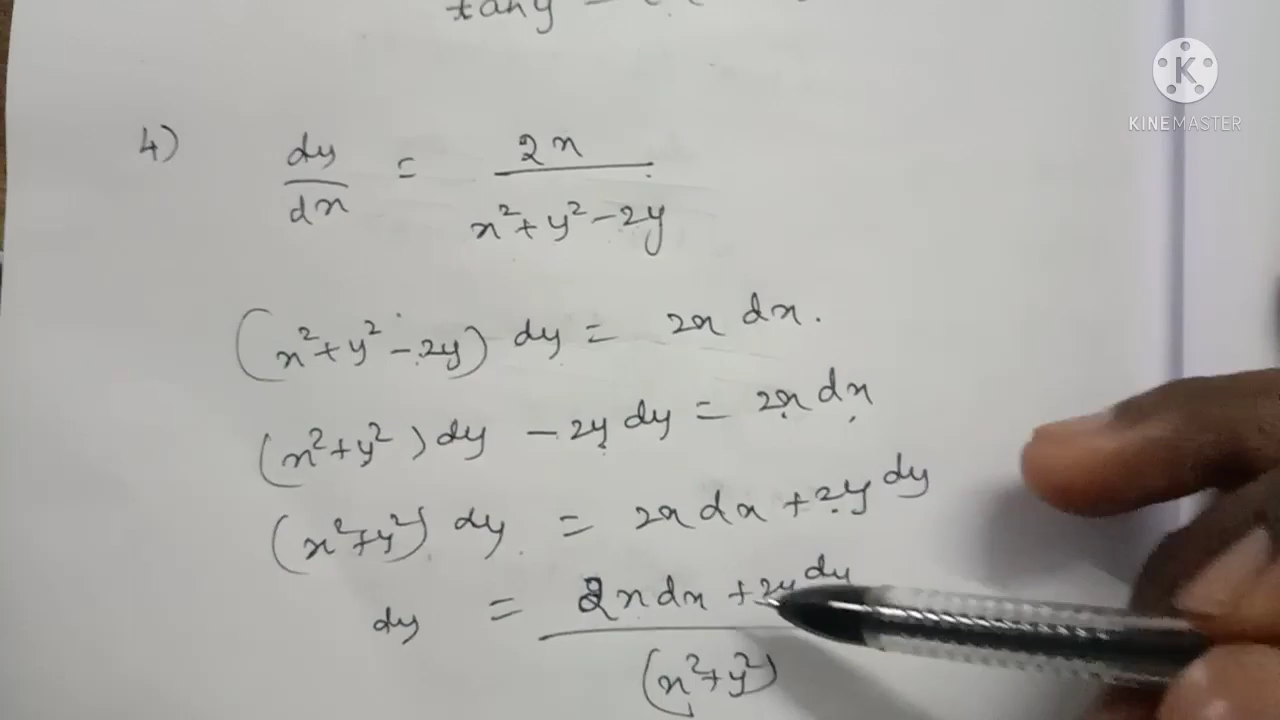 tany =
KINEMASTER
4) dy/dx = 2x/(x²+y²-2y)
(x²+y²-2y) dy = 2x dx.
(x²+y²) dy - 2y dy = 2x dx
(x²+y²) dy = 2x dx + 2y dy
dy = (2x dx + 2y dy)/(x²+y²)